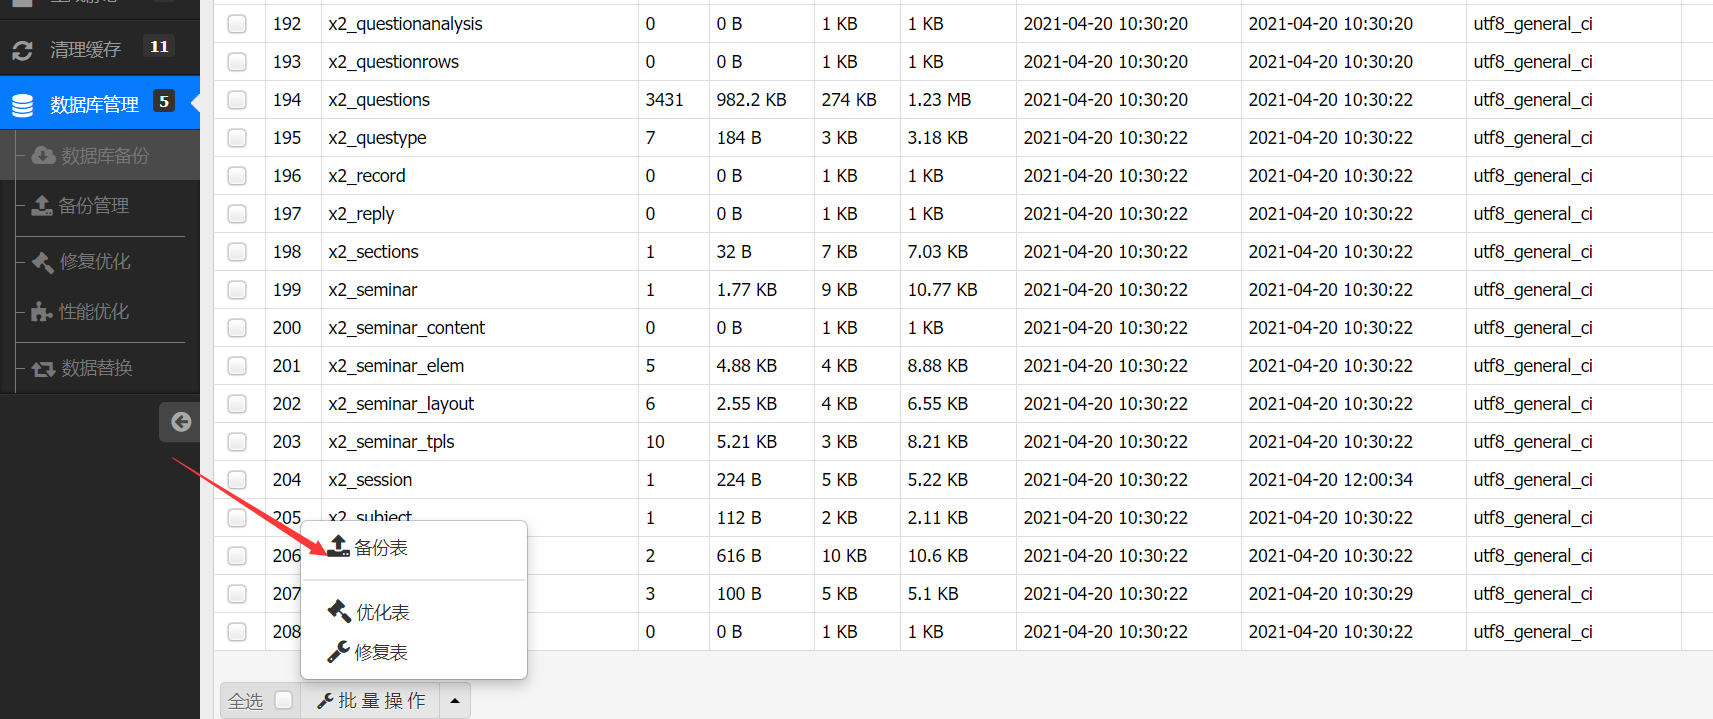 清理缓存 11
数据库管理 5
数据库备份
备份管理
修复优化
性能优化
数据替换
192 x2_questionanalysis 0 0 B 1 KB 1 KB 2021-04-20 10:30:20 2021-04-20 10:30:20 utf8_general_ci
193 x2_questionrows 0 0 B 1 KB 1 KB 2021-04-20 10:30:20 2021-04-20 10:30:20 utf8_general_ci
194 x2_questions 3431 982.2 KB 274 KB 1.23 MB 2021-04-20 10:30:20 2021-04-20 10:30:22 utf8_general_ci
195 x2_questype 7 184 B 3 KB 3.18 KB 2021-04-20 10:30:22 2021-04-20 10:30:22 utf8_general_ci
196 x2_record 0 0 B 1 KB 1 KB 2021-04-20 10:30:22 2021-04-20 10:30:22 utf8_general_ci
197 x2_reply 0 0 B 1 KB 1 KB 2021-04-20 10:30:22 2021-04-20 10:30:22 utf8_general_ci
198 x2_sections 1 32 B 7 KB 7.03 KB 2021-04-20 10:30:22 2021-04-20 10:30:22 utf8_general_ci
199 x2_seminar 1 1.77 KB 9 KB 10.77 KB 2021-04-20 10:30:22 2021-04-20 10:30:22 utf8_general_ci
200 x2_seminar_content 0 0 B 1 KB 1 KB 2021-04-20 10:30:22 2021-04-20 10:30:22 utf8_general_ci
201 x2_seminar_elem 5 4.88 KB 4 KB 8.88 KB 2021-04-20 10:30:22 2021-04-20 10:30:22 utf8_general_ci
202 x2_seminar_layout 6 2.55 KB 4 KB 6.55 KB 2021-04-20 10:30:22 2021-04-20 10:30:22 utf8_general_ci
203 x2_seminar_tpls 10 5.21 KB 3 KB 8.21 KB 2021-04-20 10:30:22 2021-04-20 10:30:22 utf8_general_ci
204 x2_session 1 224 B 5 KB 5.22 KB 2021-04-20 10:30:22 2021-04-20 12:00:34 utf8_general_ci
205 x2_subject 1 112 B 2 KB 2.11 KB 2021-04-20 10:30:22 2021-04-20 10:30:22 utf8_general_ci
206 2 616 B 10 KB 10.6 KB 2021-04-20 10:30:22 2021-04-20 10:30:22 utf8_general_ci
207 3 100 B 5 KB 5.1 KB 2021-04-20 10:30:22 2021-04-20 10:30:29 utf8_general_ci
208 0 0 B 1 KB 1 KB 2021-04-20 10:30:22 2021-04-20 10:30:22 utf8_general_ci
备份表
优化表
修复表
全选 批量操作